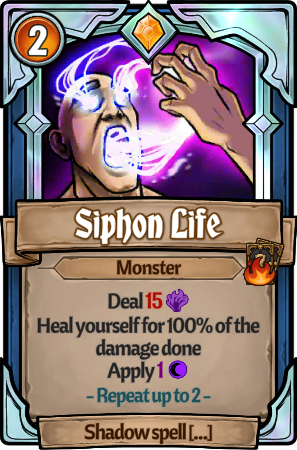 2
Siphon Life
Monster
Deal 15
Heal yourself for 100% of the
damage done
Apply 1
- Repeat up to 2 -
Shadow spell [...]